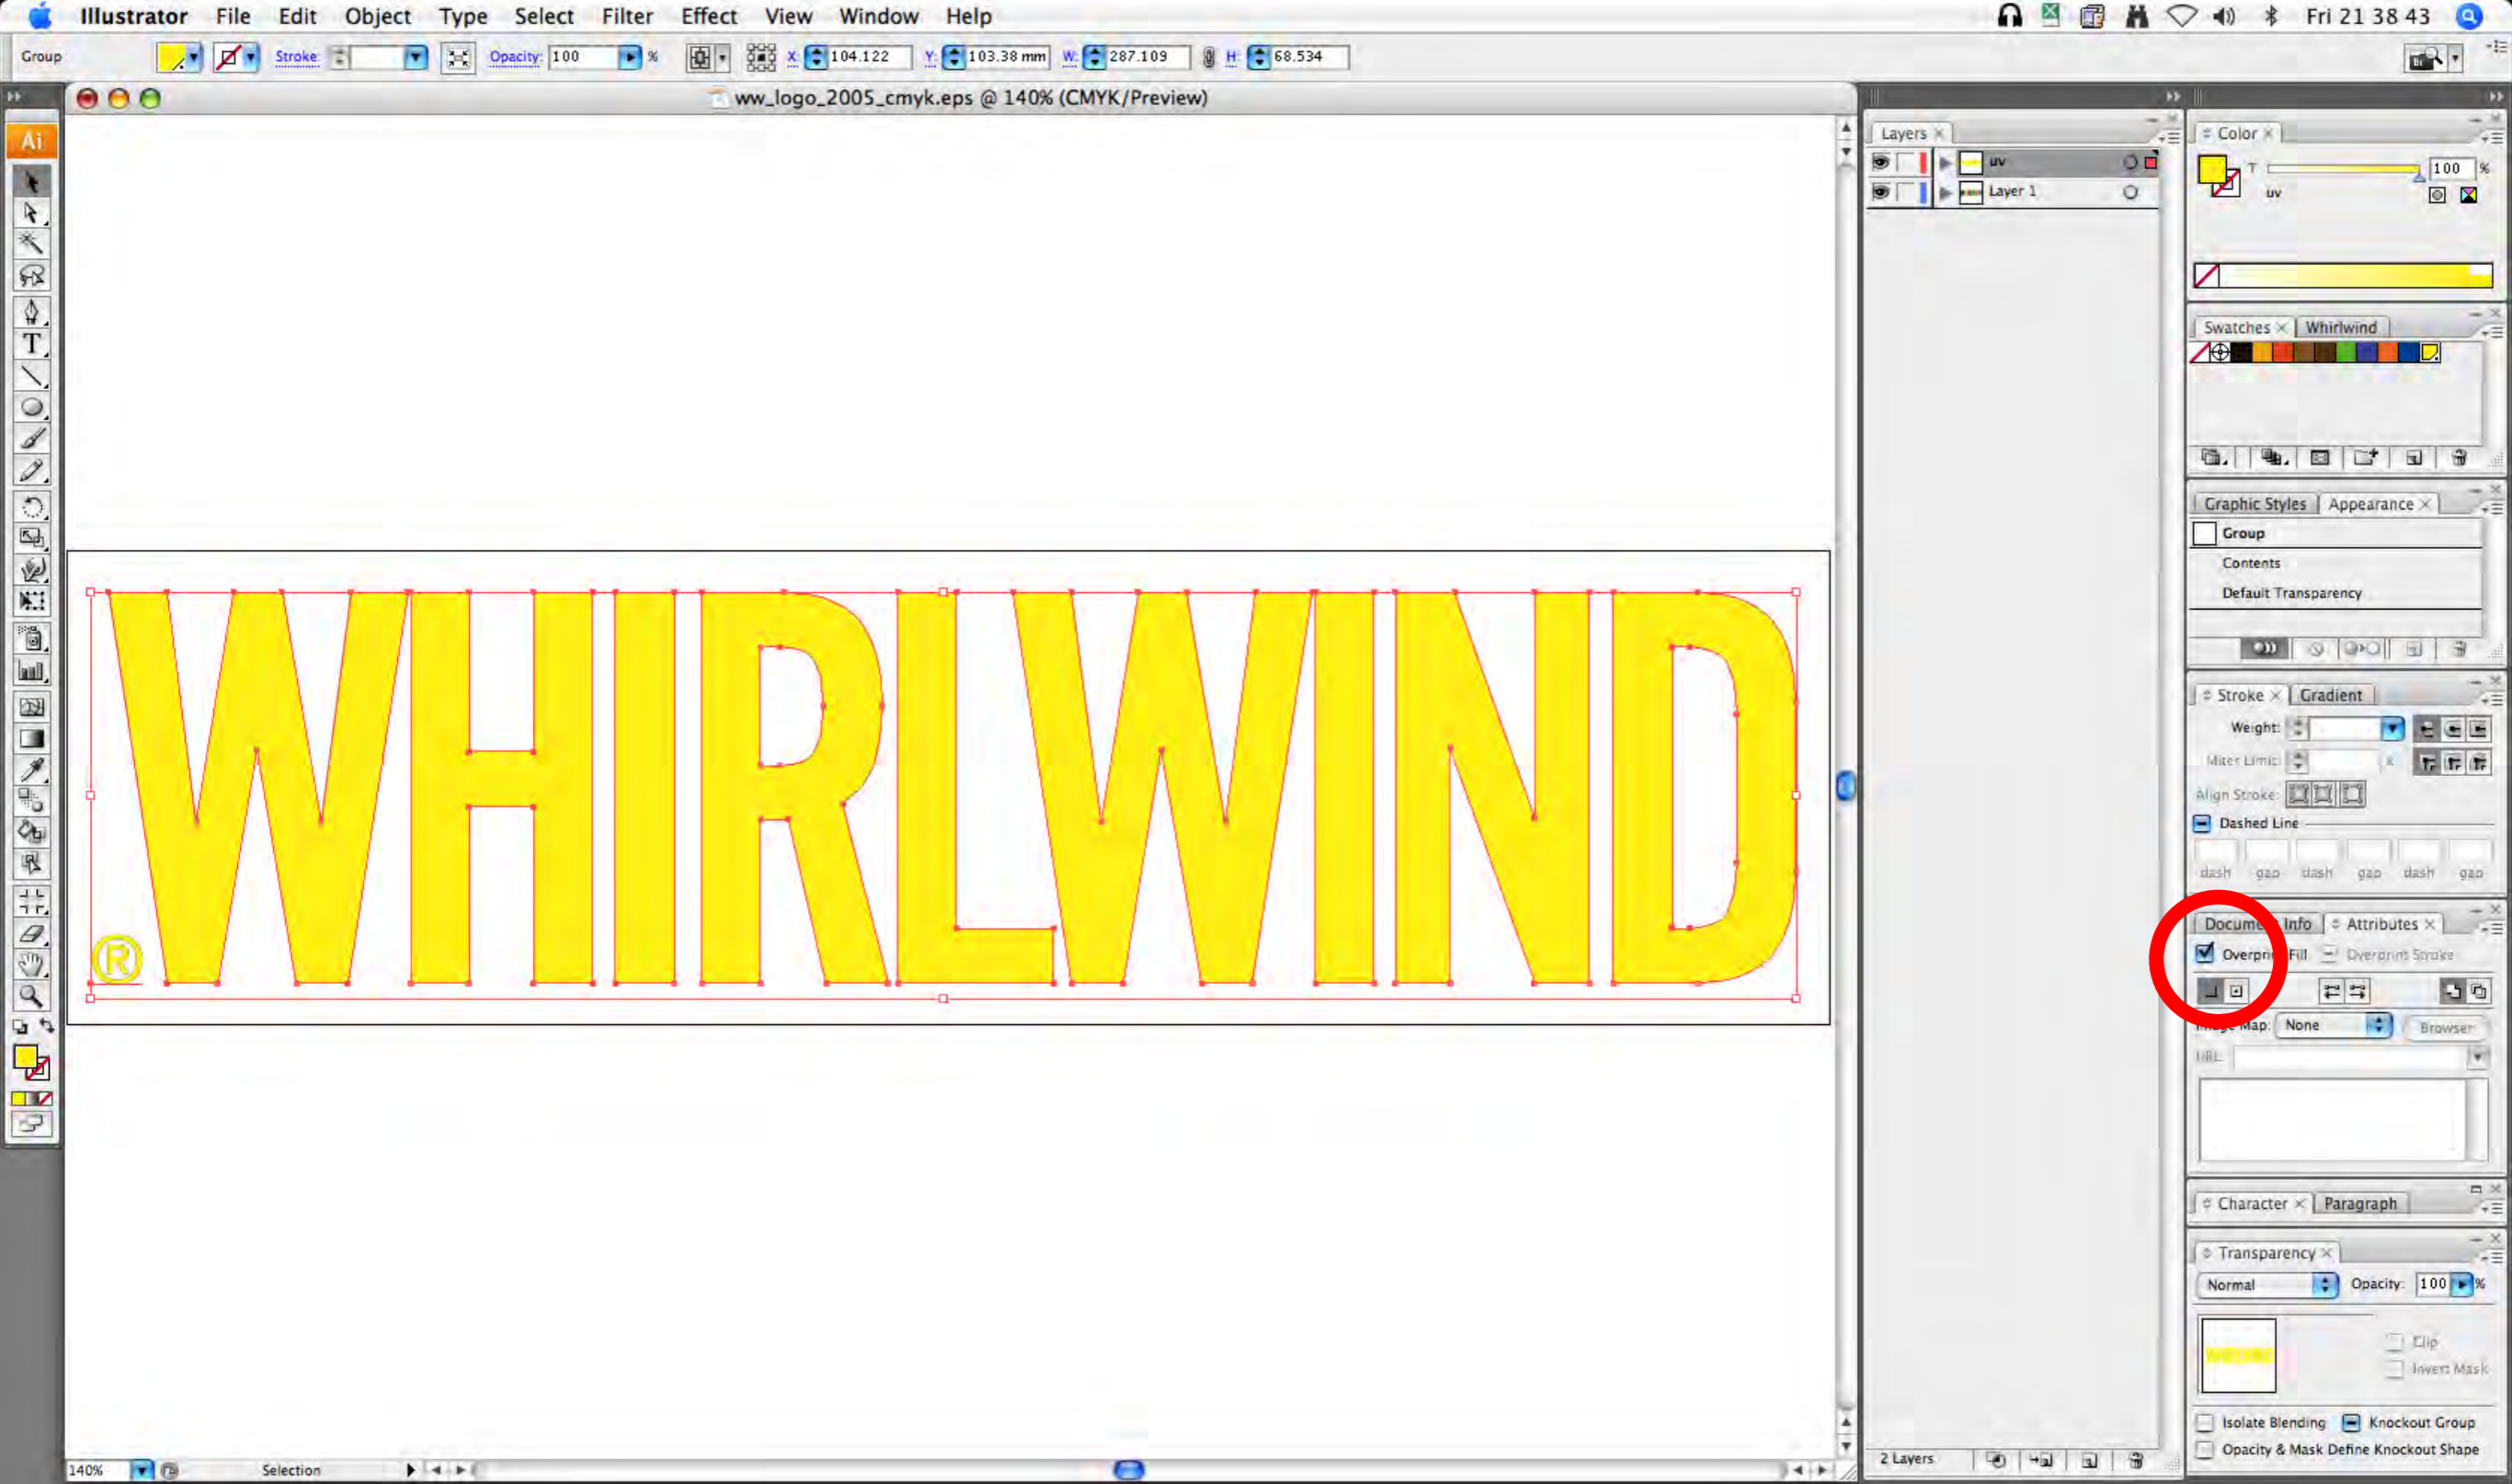 Illustrator File Edit Object Type Select Filter Effect View Window Help Fri 21 38 43
Group Stroke: Opacity: 100 % X: 104.122 Y: 103.38 mm W: 287.109 H: 68.534
Br
ww_logo_2005_cmyk.eps @ 140% (CMYK/Preview)
Ai
T
WHIRLWIND
®
140% Selection
Layers
uv
Layer 1
2 Layers
Color
T 100 %
uv
Swatches Whirlwind
Graphic Styles Appearance
Group
Contents
Default Transparency
Stroke Gradient
Weight:
Miter Limit: x
Align Stroke:
Dashed Line
dash gap dash gap dash gap
Info Attributes
Fill Overprint Stroke
Map: None Browser
URL:
Character Paragraph
Transparency
Normal Opacity: 100 %
WHIRLWIND
Clip
Invert Mask
Isolate Blending Knockout Group
Opacity & Mask Define Knockout Shape